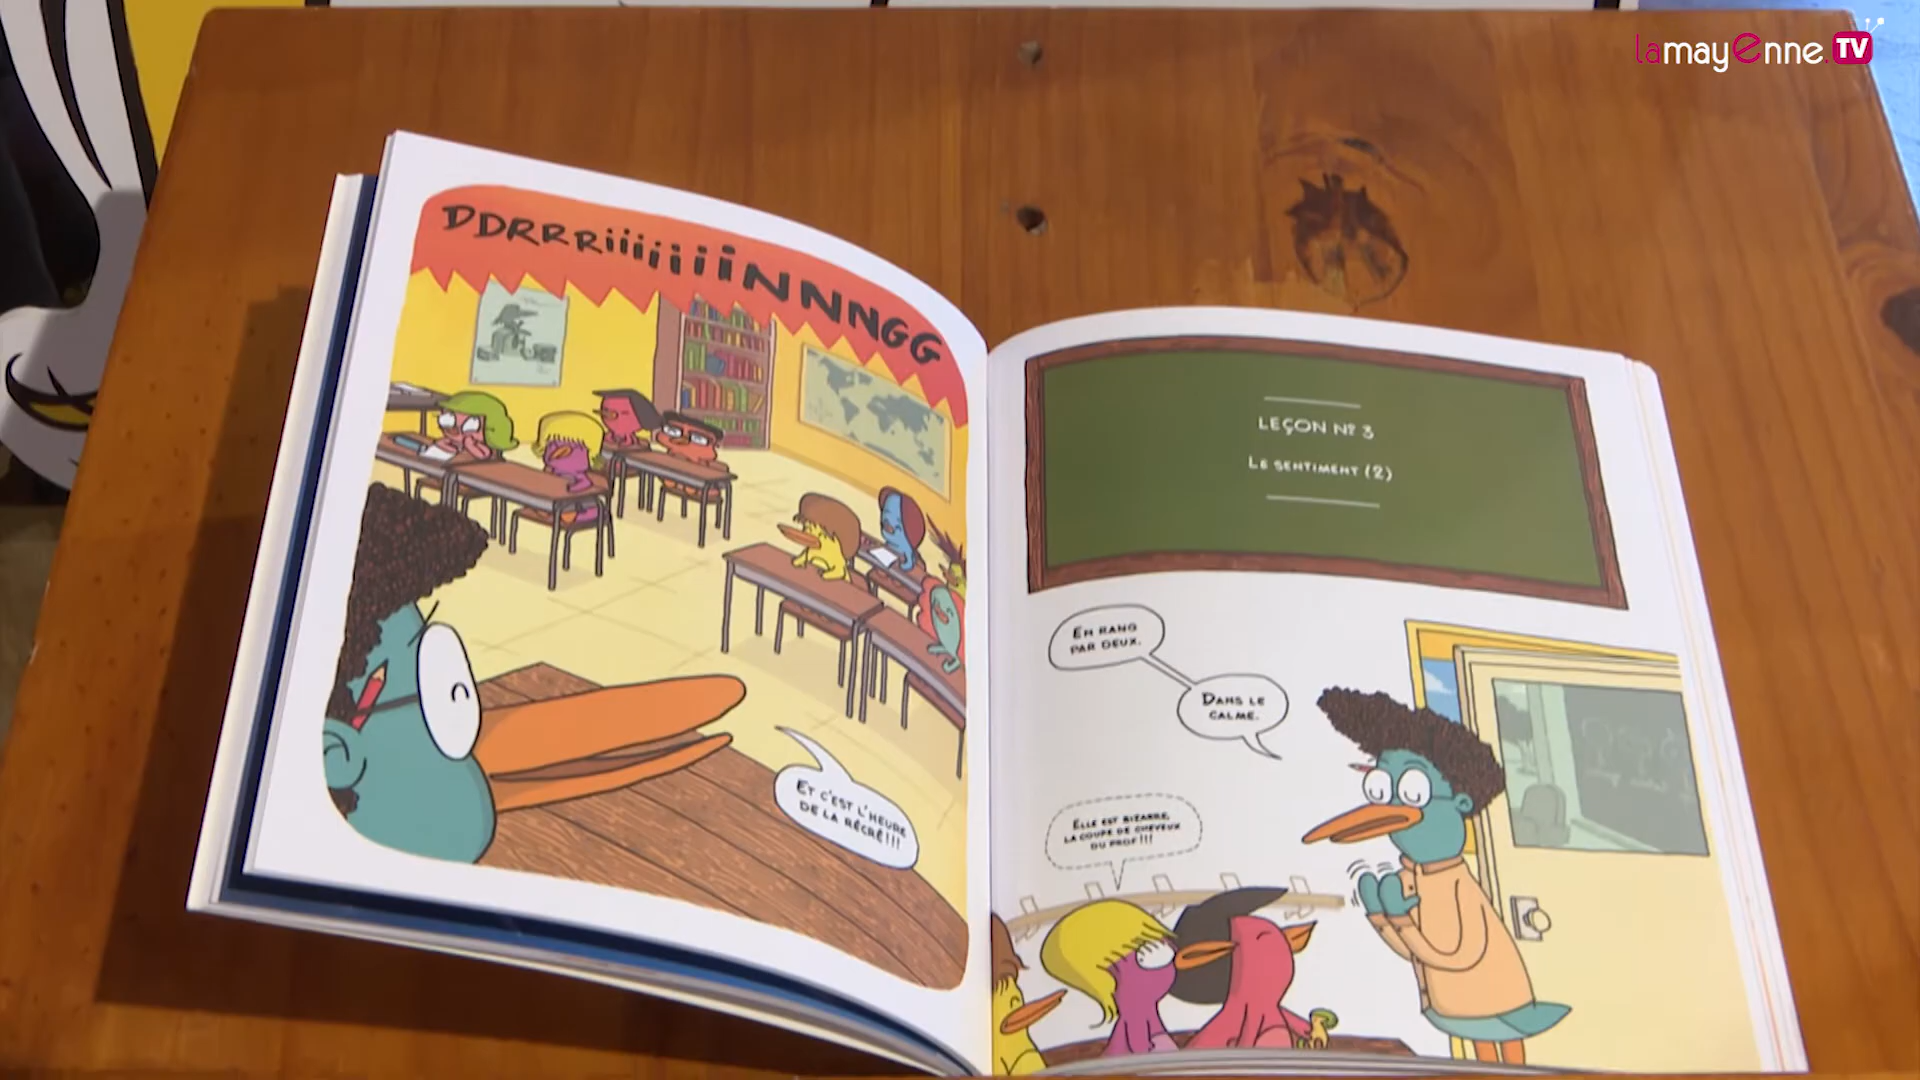 lamayenne.TV
DDRRRiiiiiiiiNNNNGG
ET C'EST L'HEURE
DE LA RÉCRÉ!!!
LEÇON Nº 3
LE SENTIMENT (2)
EN RANG
PAR DEUX.
DANS LE
CALME.
ELLE EST BIZARRE,
LA COUPE DE CHEVEUX
DU PROF!!!